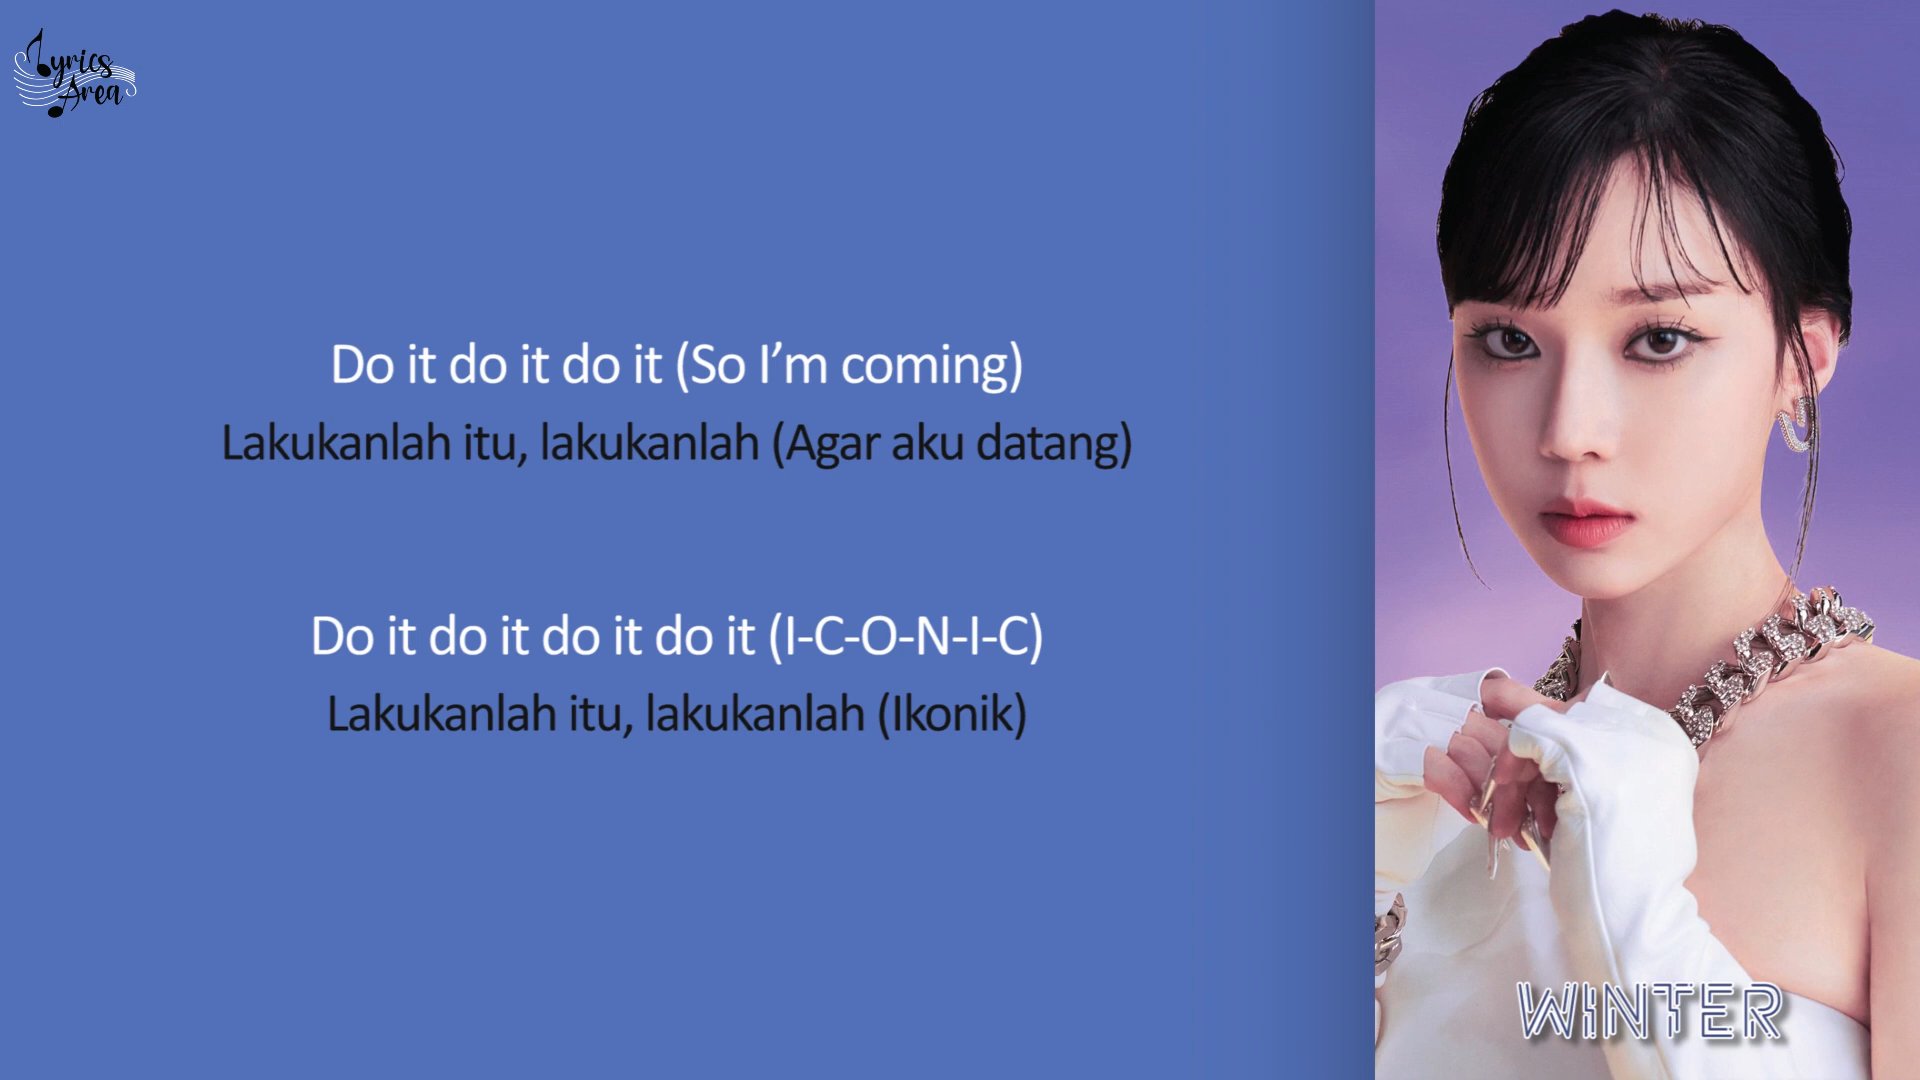 Lyrics
Area
Do it do it do it (So I’m coming)
Lakukanlah itu, lakukanlah (Agar aku datang)
Do it do it do it do it (I-C-O-N-I-C)
Lakukanlah itu, lakukanlah (Ikonik)
WINTER